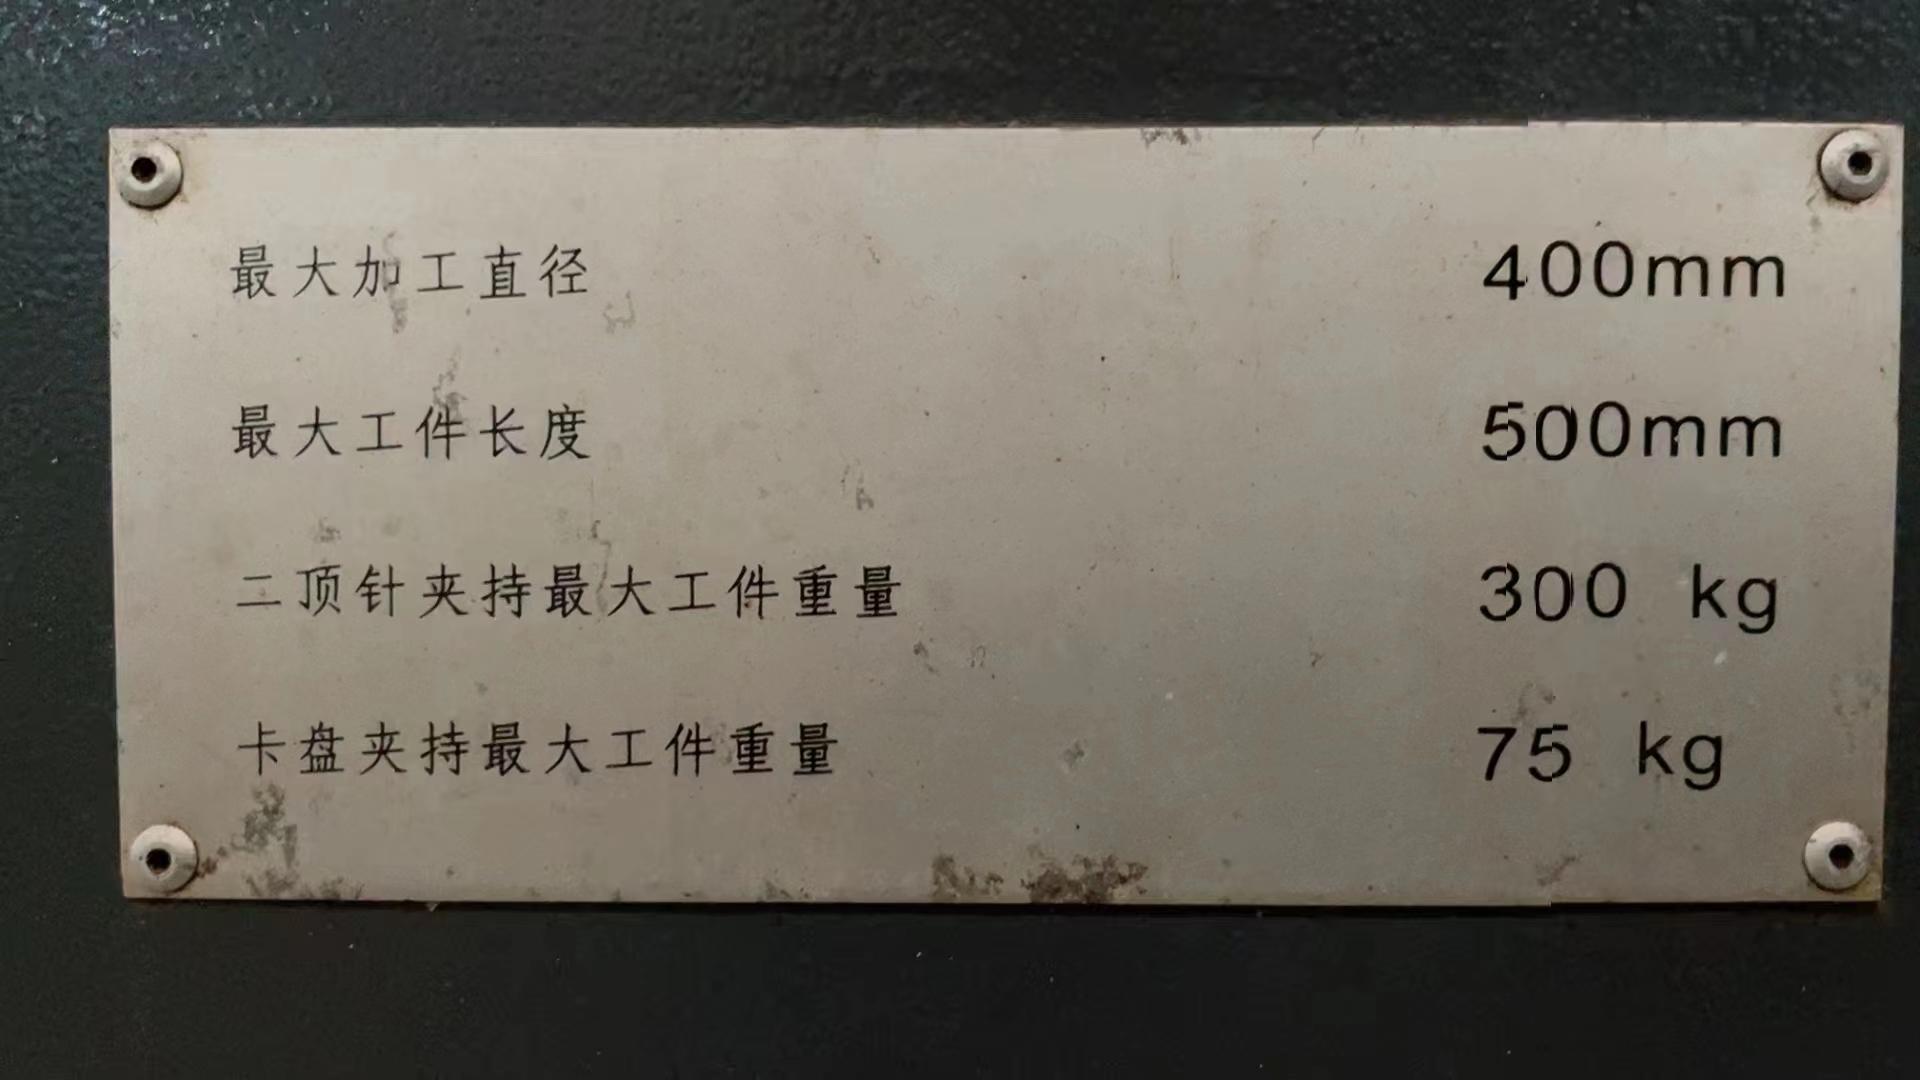 最大加工直径 400mm
最大工件长度 500mm
二顶针夹持最大工件重量 300 kg
卡盘夹持最大工件重量 75 kg